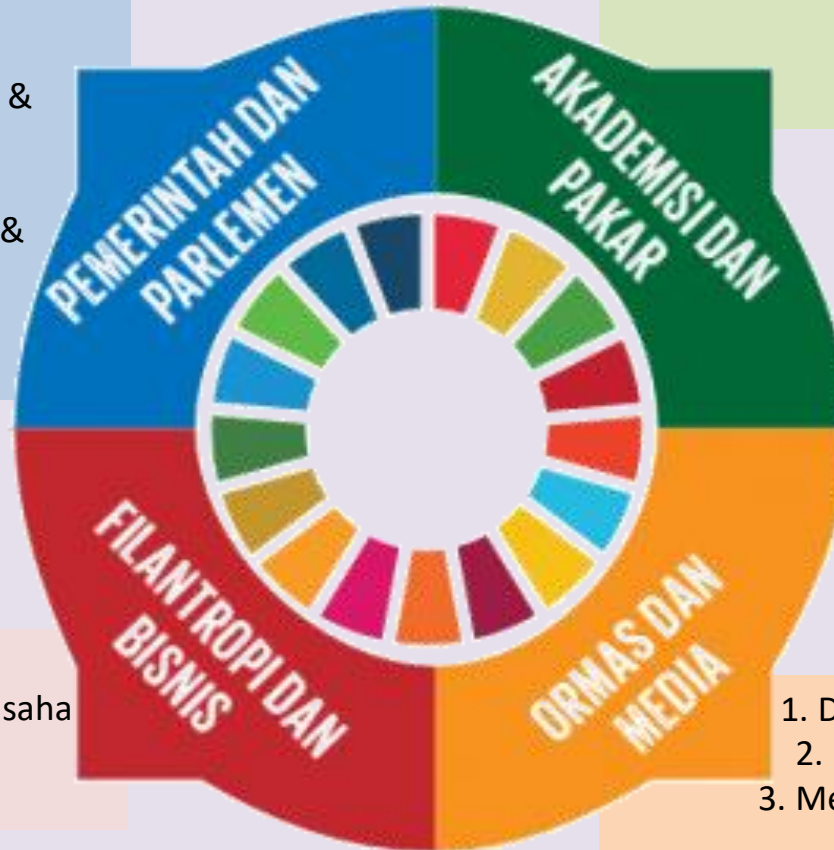 &
&
PEMERINTAH DAN
PARLEMEN
AKADEMISI DAN
PAKAR
FILANTROPI DAN
BISNIS
ORMAS DAN
MEDIA
saha
1. D
2.
3. Me